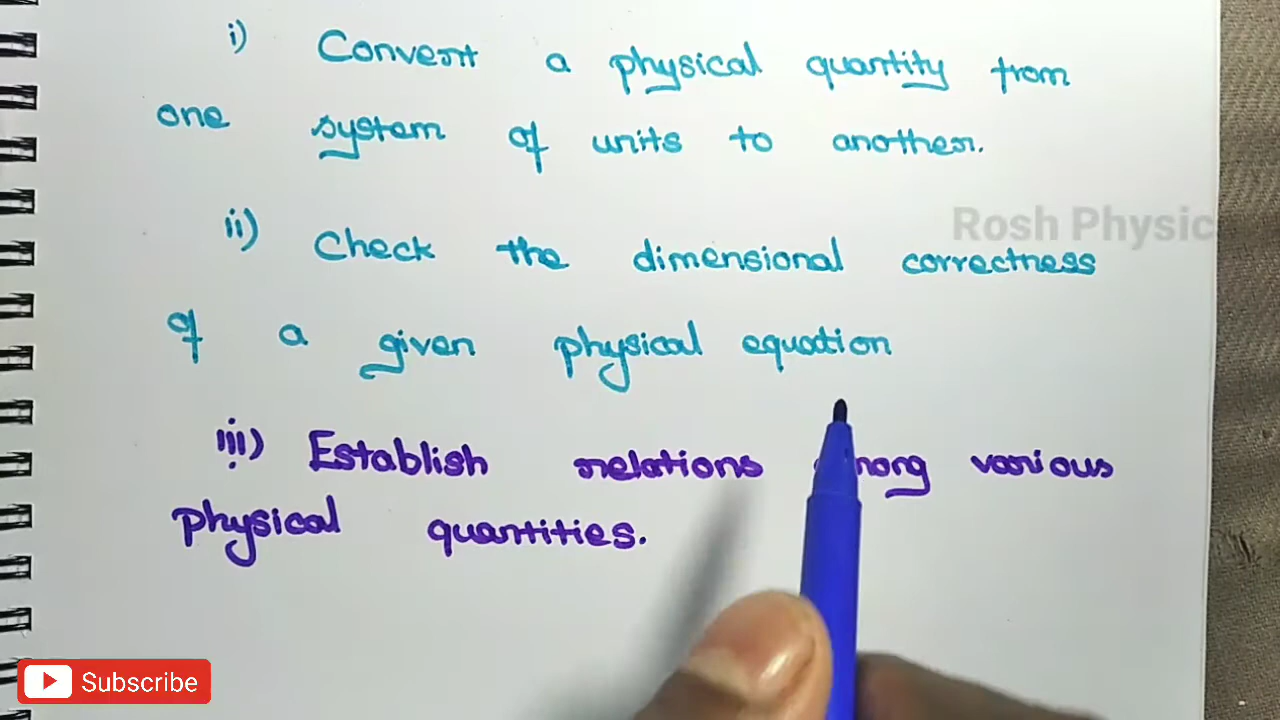 i) Convert a physical quantity from
one system of units to another.
Rosh Physic
ii) Check the dimensional correctness
of a given physical equation
iii) Establish relations among various
physical quantities.
Subscribe